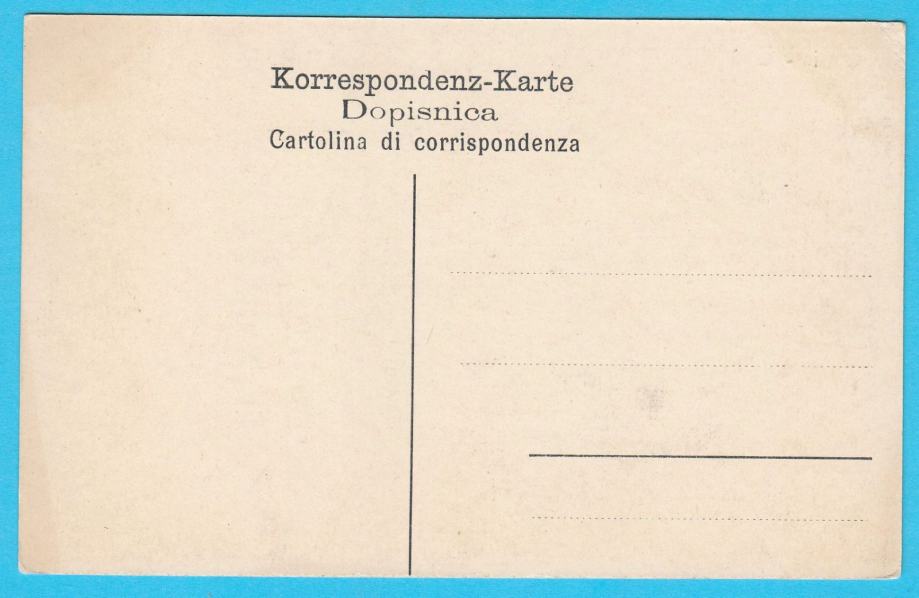 Korrespondenz-Karte
Dopisnica
Cartolina di corrispondenza